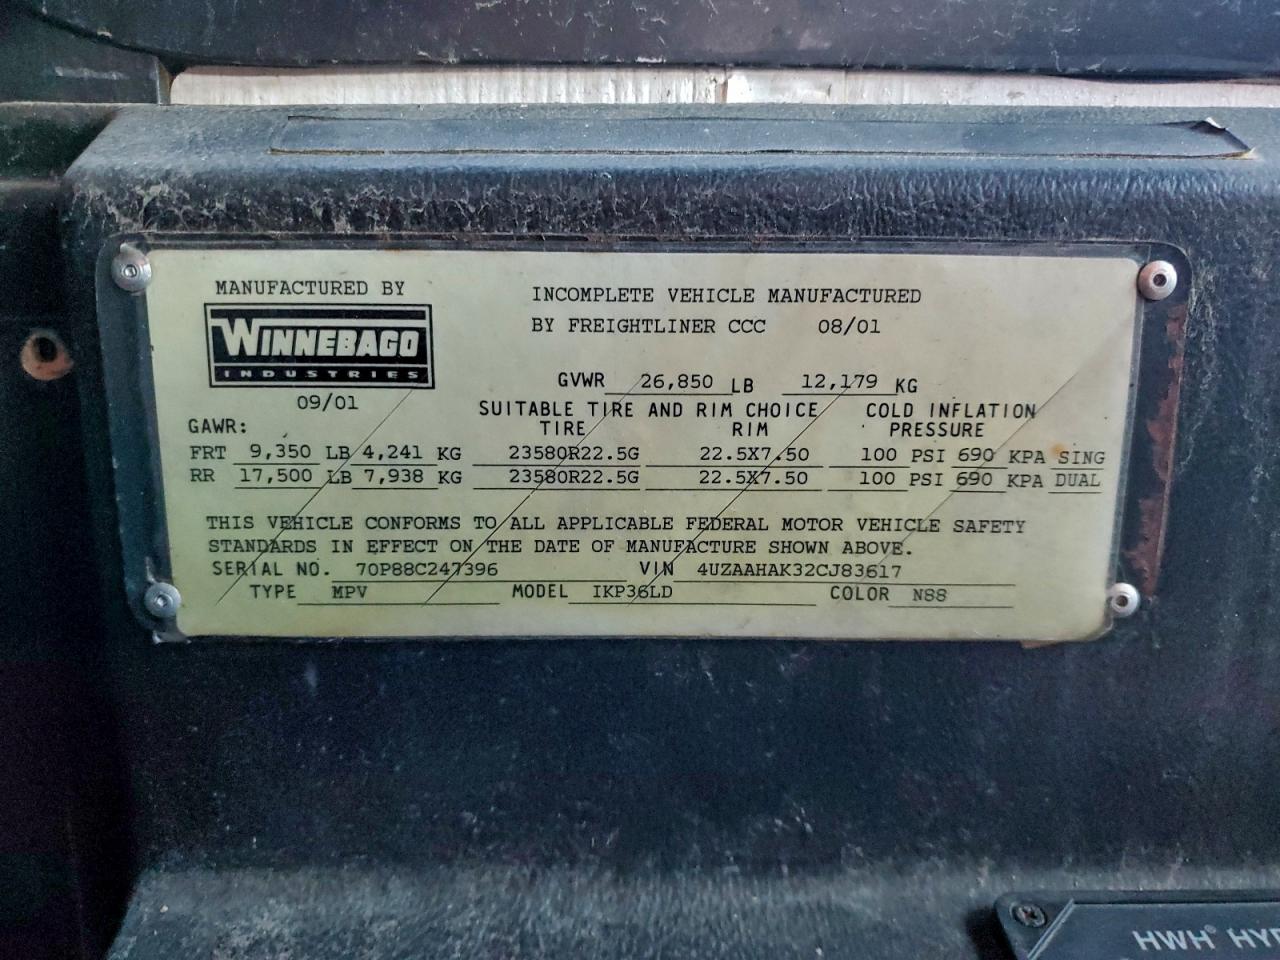 MANUFACTURED BY
WINNEBAGO
INDUSTRIES
09/01
INCOMPLETE VEHICLE MANUFACTURED
BY FREIGHTLINER CCC 08/01
GVWR 26,850 LB 12,179 KG
SUITABLE TIRE AND RIM CHOICE COLD INFLATION
GAWR: TIRE RIM PRESSURE
FRT 9,350 LB 4,241 KG 23580R22.5G 22.5X7.50 100 PSI 690 KPA SING
RR 17,500 LB 7,938 KG 23580R22.5G 22.5X7.50 100 PSI 690 KPA DUAL
THIS VEHICLE CONFORMS TO ALL APPLICABLE FEDERAL MOTOR VEHICLE SAFETY
STANDARDS IN EFFECT ON THE DATE OF MANUFACTURE SHOWN ABOVE.
SERIAL NO. 70P88C247396 VIN 4UZAAHAK32CJ83617
TYPE MPV MODEL IKP36LD COLOR N88
HWH®